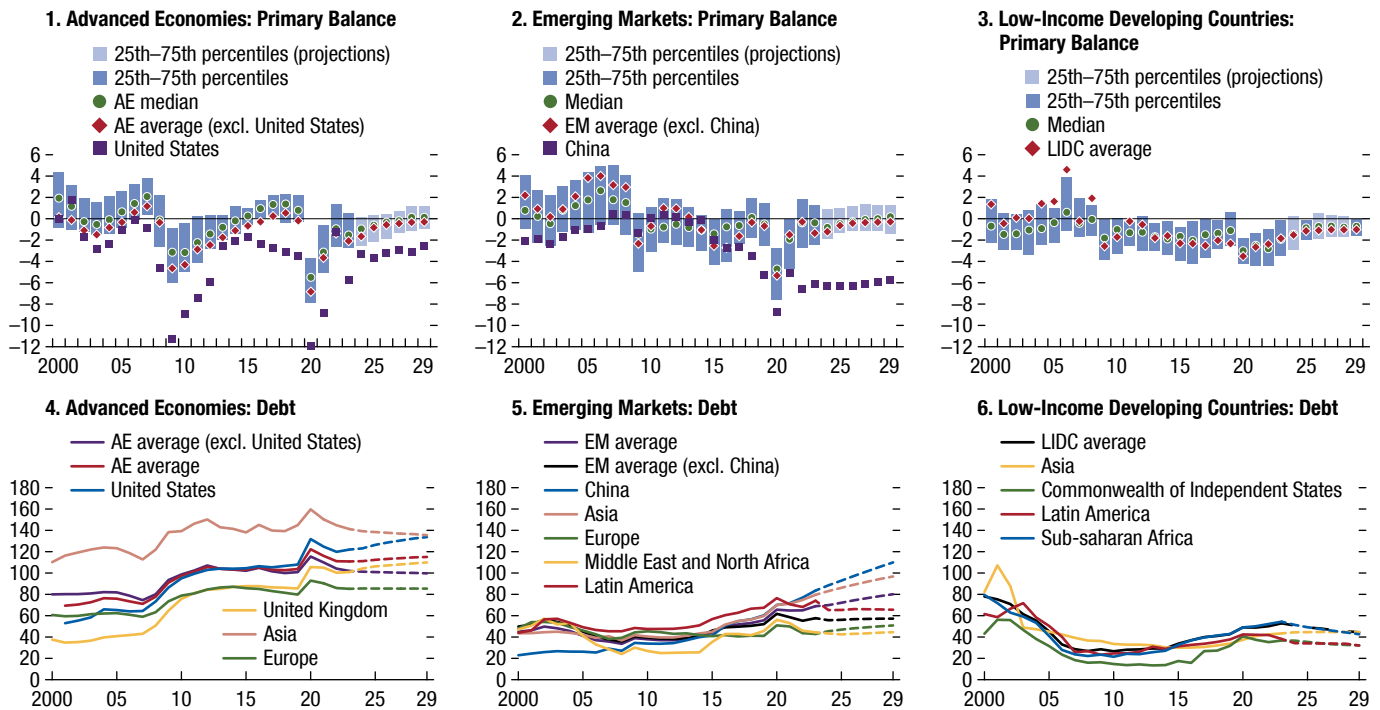 1. Advanced Economies: Primary Balance
25th–75th percentiles (projections)
25th–75th percentiles
AE median
AE average (excl. United States)
United States
6
4
2
0
–2
–4
–6
–8
–10
–12
2000 05 10 15 20 25 29
2. Emerging Markets: Primary Balance
25th–75th percentiles (projections)
25th–75th percentiles
Median
EM average (excl. China)
China
6
4
2
0
–2
–4
–6
–8
–10
–12
2000 05 10 15 20 25 29
3. Low-Income Developing Countries:
Primary Balance
25th–75th percentiles (projections)
25th–75th percentiles
Median
LIDC average
6
4
2
0
–2
–4
–6
–8
–10
–12
2000 05 10 15 20 25 29
4. Advanced Economies: Debt
AE average (excl. United States)
AE average
United States
180
160
140
120
100
80
60
40
20
0
United Kingdom
Asia
Europe
2000 05 10 15 20 25 29
5. Emerging Markets: Debt
EM average
EM average (excl. China)
China
Asia
Europe
Middle East and North Africa
Latin America
180
160
140
120
100
80
60
40
20
0
2000 05 10 15 20 25 29
6. Low-Income Developing Countries: Debt
LIDC average
Asia
Commonwealth of Independent States
Latin America
Sub-saharan Africa
180
160
140
120
100
80
60
40
20
0
2000 05 10 15 20 25 29